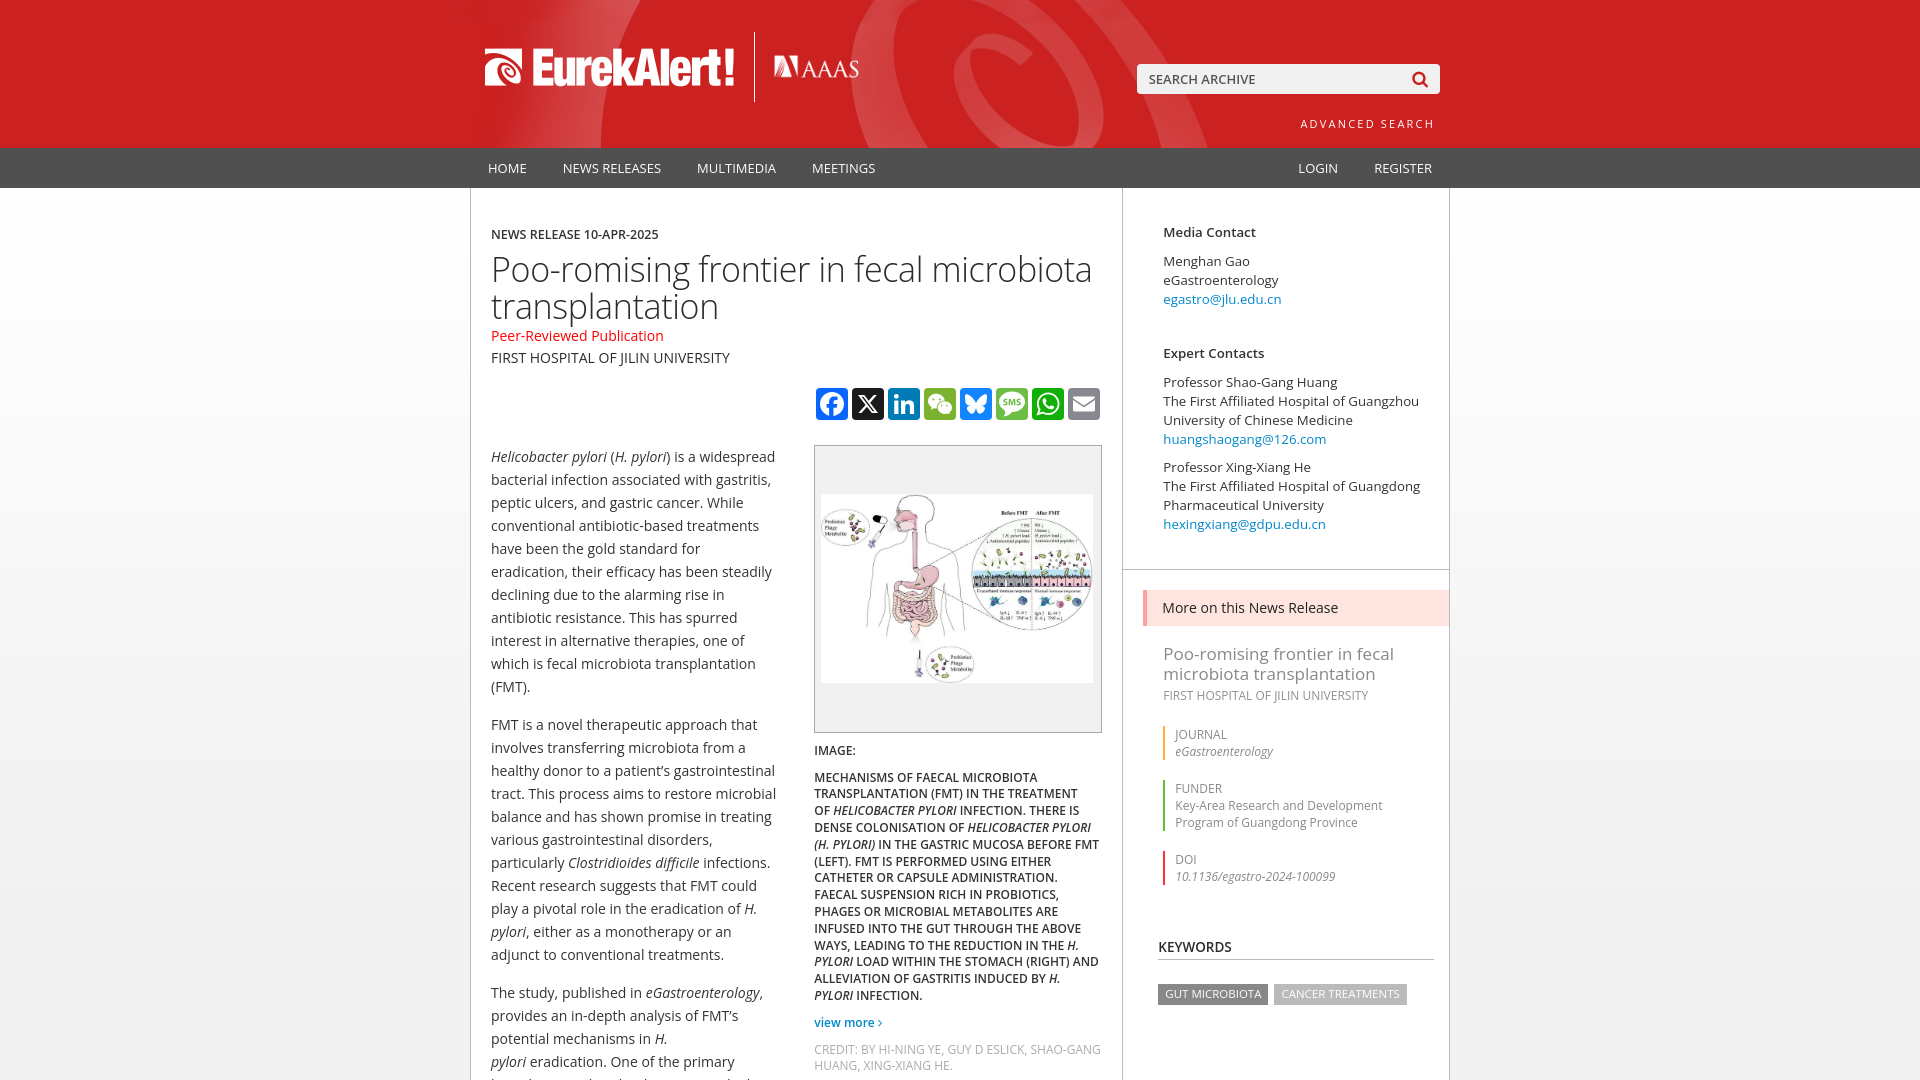 EurekAlert!
AAAS
SEARCH ARCHIVE
ADVANCED SEARCH
HOME
NEWS RELEASES
MULTIMEDIA
MEETINGS
LOGIN
REGISTER
NEWS RELEASE 10-APR-2025
Poo-romising frontier in fecal microbiota
transplantation
Peer-Reviewed Publication
FIRST HOSPITAL OF JILIN UNIVERSITY
SMS
Helicobacter pylori (H. pylori) is a widespread
bacterial infection associated with gastritis,
peptic ulcers, and gastric cancer. While
conventional antibiotic-based treatments
have been the gold standard for
eradication, their efficacy has been steadily
declining due to the alarming rise in
antibiotic resistance. This has spurred
interest in alternative therapies, one of
which is fecal microbiota transplantation
(FMT).
FMT is a novel therapeutic approach that
involves transferring microbiota from a
healthy donor to a patient’s gastrointestinal
tract. This process aims to restore microbial
balance and has shown promise in treating
various gastrointestinal disorders,
particularly Clostridioides difficile infections.
Recent research suggests that FMT could
play a pivotal role in the eradication of H.
pylori, either as a monotherapy or an
adjunct to conventional treatments.
The study, published in eGastroenterology,
provides an in-depth analysis of FMT’s
potential mechanisms in H.
pylori eradication. One of the primary
Probiotics
Phage
Metabolite
Before FMT
After FMT
Probiotics
Phage
Metabolite
IMAGE:
MECHANISMS OF FAECAL MICROBIOTA
TRANSPLANTATION (FMT) IN THE TREATMENT
OF HELICOBACTER PYLORI INFECTION. THERE IS
DENSE COLONISATION OF HELICOBACTER PYLORI
(H. PYLORI) IN THE GASTRIC MUCOSA BEFORE FMT
(LEFT). FMT IS PERFORMED USING EITHER
CATHETER OR CAPSULE ADMINISTRATION.
FAECAL SUSPENSION RICH IN PROBIOTICS,
PHAGES OR MICROBIAL METABOLITES ARE
INFUSED INTO THE GUT THROUGH THE ABOVE
WAYS, LEADING TO THE REDUCTION IN THE H.
PYLORI LOAD WITHIN THE STOMACH (RIGHT) AND
ALLEVIATION OF GASTRITIS INDUCED BY H.
PYLORI INFECTION.
view more >
CREDIT: BY HI-NING YE, GUY D ESLICK, SHAO-GANG
HUANG, XING-XIANG HE.
Media Contact
Menghan Gao
eGastroenterology
egastro@jlu.edu.cn
Expert Contacts
Professor Shao-Gang Huang
The First Affiliated Hospital of Guangzhou
University of Chinese Medicine
huangshaogang@126.com
Professor Xing-Xiang He
The First Affiliated Hospital of Guangdong
Pharmaceutical University
hexingxiang@gdpu.edu.cn
More on this News Release
Poo-romising frontier in fecal
microbiota transplantation
FIRST HOSPITAL OF JILIN UNIVERSITY
JOURNAL
eGastroenterology
FUNDER
Key-Area Research and Development
Program of Guangdong Province
DOI
10.1136/egastro-2024-100099
KEYWORDS
GUT MICROBIOTA
CANCER TREATMENTS